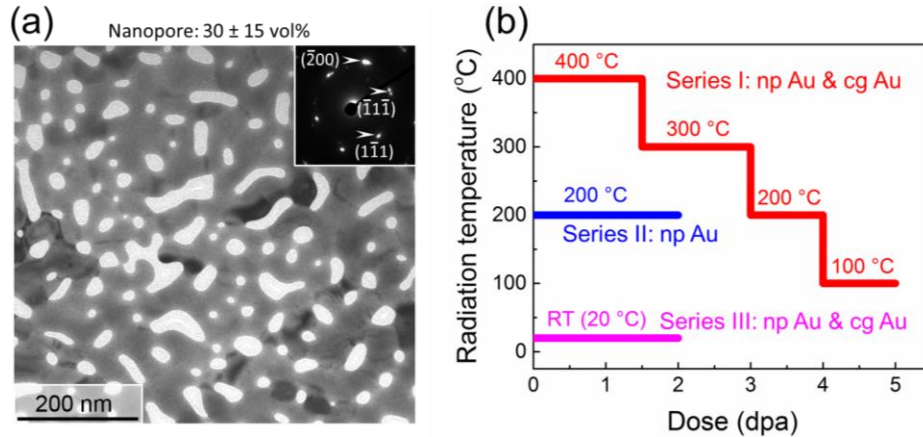 (a)
Nanopore: 30 ± 15 vol%
(2̄00)
(1̄11̄)
(11̄1)
200 nm
(b)
Radiation temperature (°C)
400
300
200
100
0
400 °C
Series I: np Au & cg Au
300 °C
200 °C
Series II: np Au
200 °C
100 °C
RT (20 °C)
Series III: np Au & cg Au
0
1
2
3
4
5
Dose (dpa)